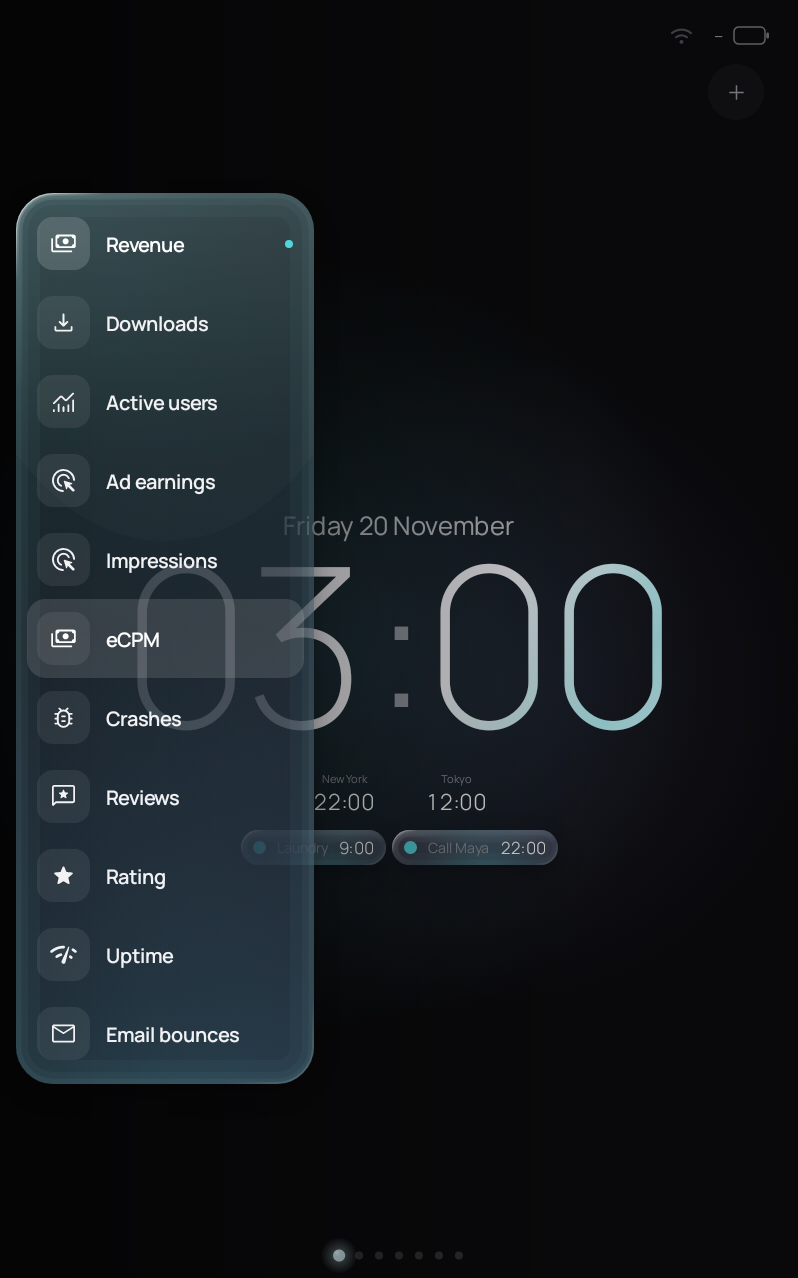 –
+
Revenue
Downloads
Active users
Ad earnings
Impressions
eCPM
Crashes
Reviews
Rating
Uptime
Email bounces
Friday 20 November
03:00
New York
22:00
Tokyo
12:00
Laundry 9:00
Call Maya 22:00